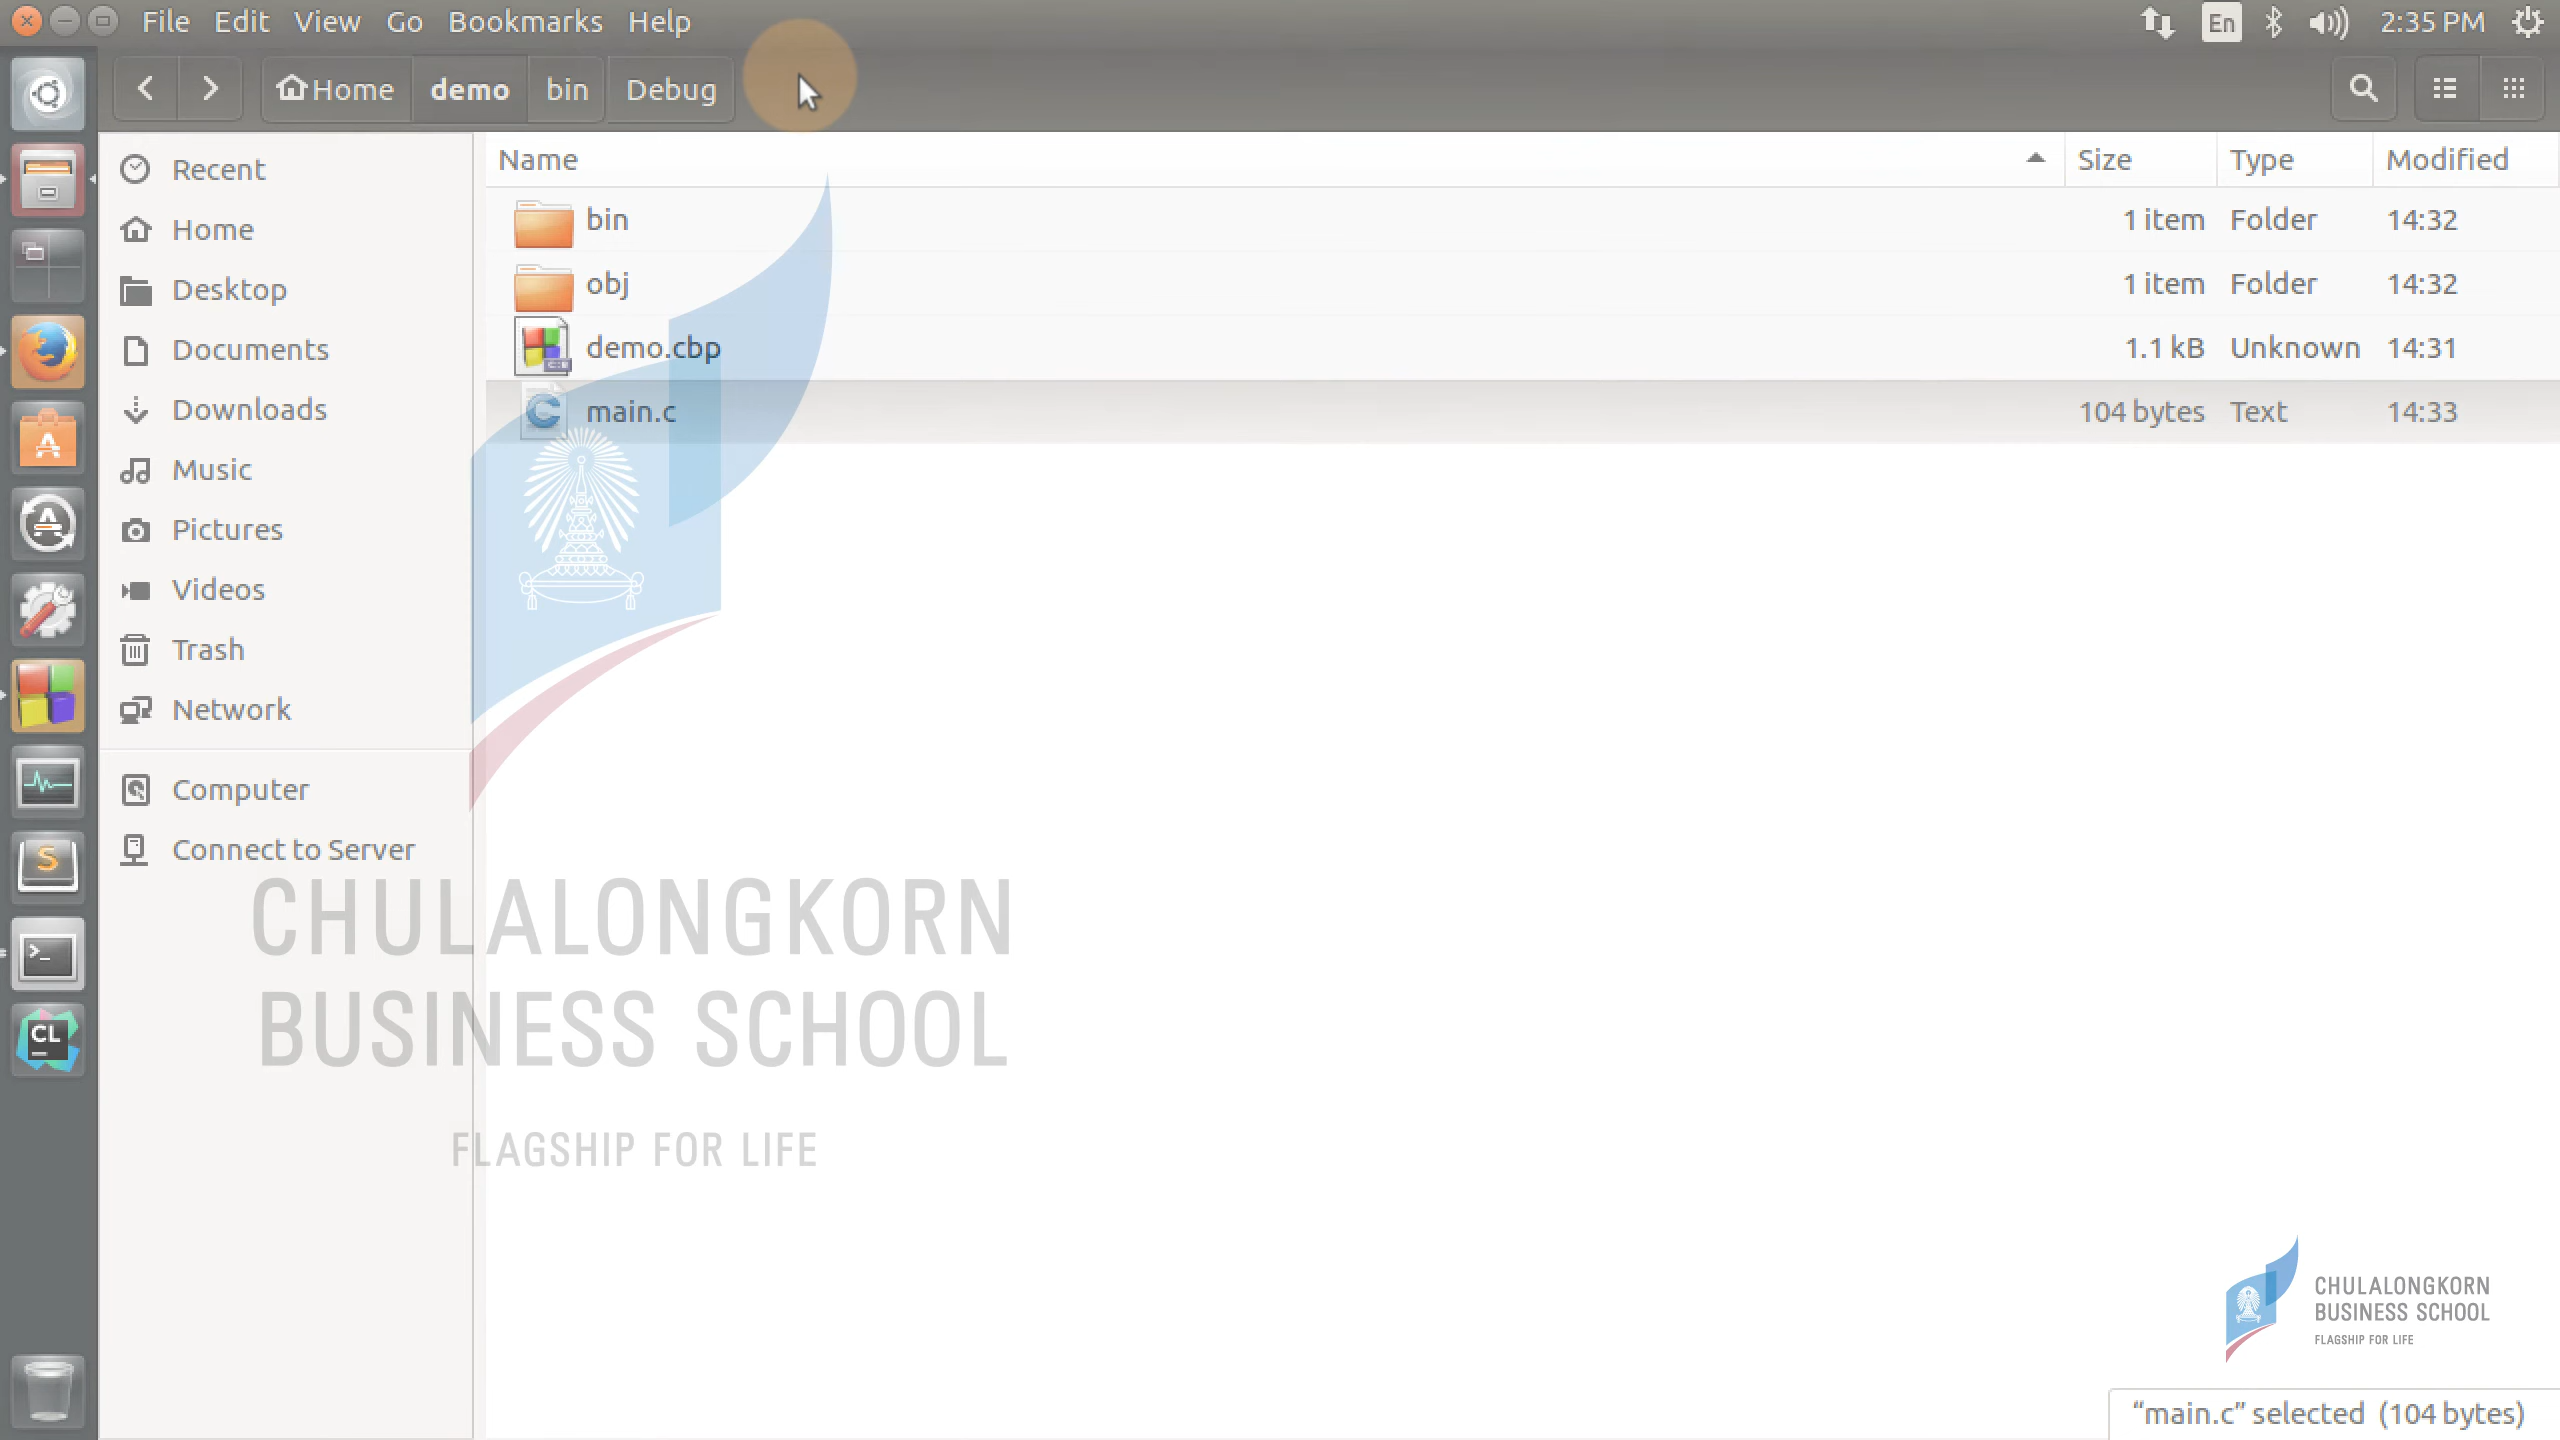 File Edit View Go Bookmarks Help
En 2:35 PM
Home demo bin Debug
Name Size Type Modified
Recent
Home
Desktop
Documents
Downloads
Music
Pictures
Videos
Trash
Network
Computer
Connect to Server
bin 1 item Folder 14:32
obj 1 item Folder 14:32
demo.cbp 1.1 kB Unknown 14:31
main.c 104 bytes Text 14:33
CHULALONGKORN
BUSINESS SCHOOL
FLAGSHIP FOR LIFE
CL
CHULALONGKORN
BUSINESS SCHOOL
FLAGSHIP FOR LIFE
“main.c” selected (104 bytes)